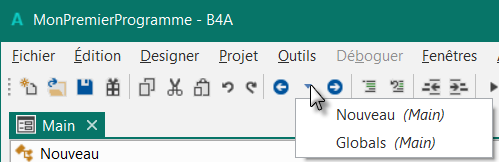 MonPremierProgramme - B4A
Fichier Édition Designer Projet Outils Déboguer Fenêtres
Nouveau (Main)
Globals (Main)
Main
Nouveau